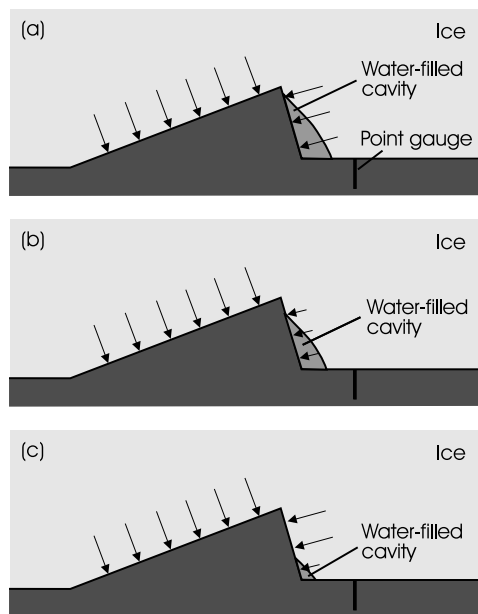 (a)
Ice
Water-filled
cavity
Point gauge
(b)
Ice
Water-filled
cavity
(c)
Ice
Water-filled
cavity